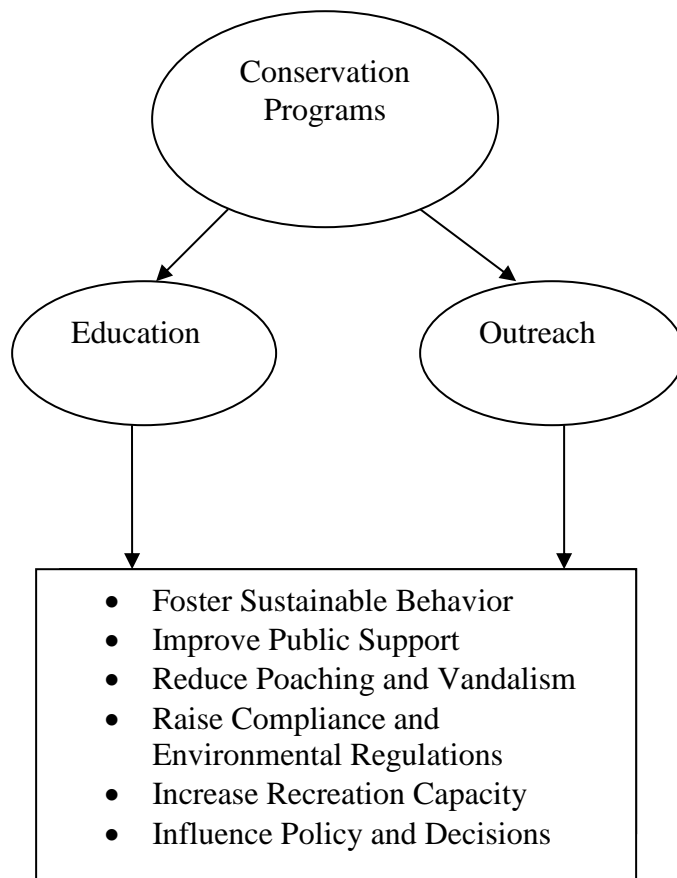 Conservation
Programs
Education
Outreach
• Foster Sustainable Behavior
• Improve Public Support
• Reduce Poaching and Vandalism
• Raise Compliance and
Environmental Regulations
• Increase Recreation Capacity
• Influence Policy and Decisions